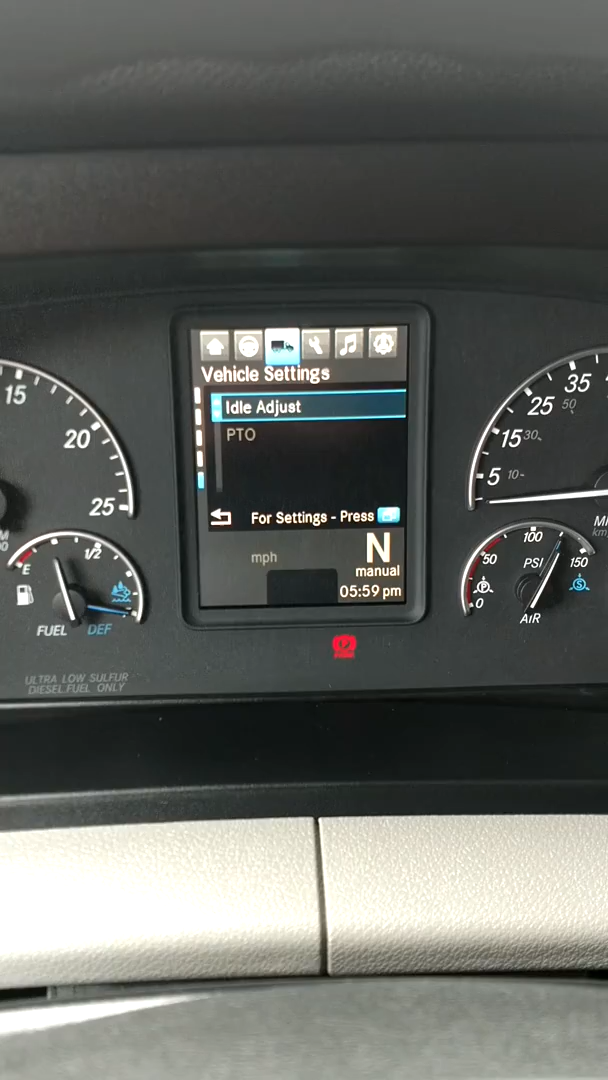 Vehicle Settings
Idle Adjust
PTO
For Settings - Press
mph
N
manual
05:59 pm
15
20
25
E
1/2
FUEL
DEF
ULTRA LOW SULFUR
DIESEL FUEL ONLY
35
25
50
15
30
5
10
100
50
PSI
150
P
S
0
AIR